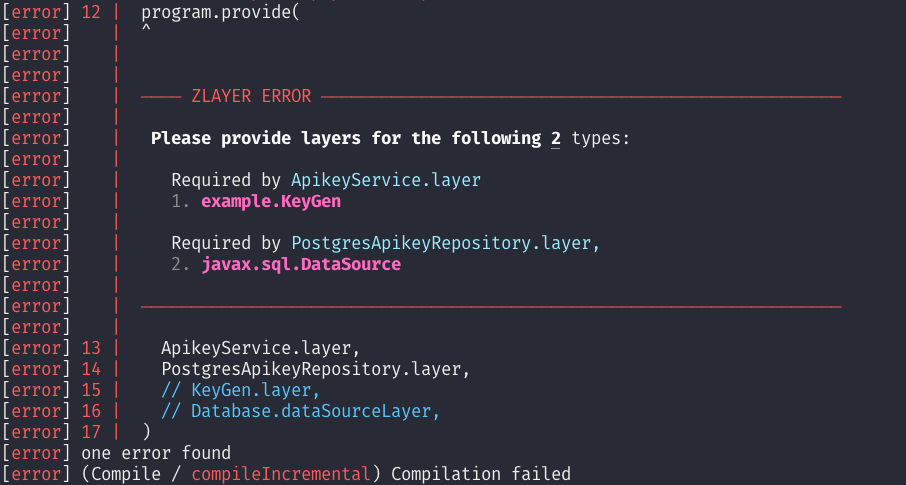 [error] 12 |  program.provide(
[error]    |  ^
[error]    |
[error]    |
[error]    |  ──── ZLAYER ERROR ────────────────────────────────────────────────────
[error]    |
[error]    |   Please provide layers for the following 2 types:
[error]    |
[error]    |     Required by ApikeyService.layer
[error]    |     1. example.KeyGen
[error]    |
[error]    |     Required by PostgresApikeyRepository.layer,
[error]    |     2. javax.sql.DataSource
[error]    |
[error]    |  ──────────────────────────────────────────────────────────────────────
[error]    |
[error] 13 |    ApikeyService.layer,
[error] 14 |    PostgresApikeyRepository.layer,
[error] 15 |    // KeyGen.layer,
[error] 16 |    // Database.dataSourceLayer,
[error] 17 |  )
[error] one error found
[error] (Compile / compileIncremental) Compilation failed